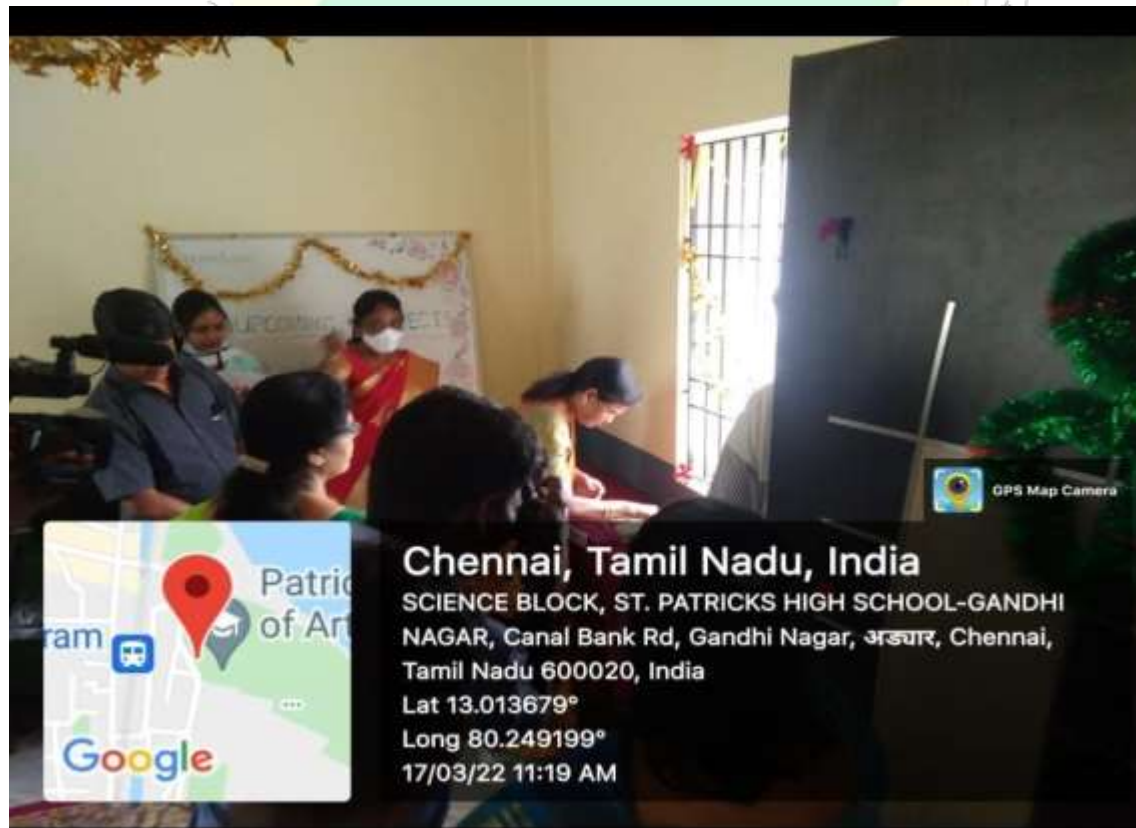 UPCOMING
GPS Map Camera
Patric
of Art
ram
Google
Chennai, Tamil Nadu, India
SCIENCE BLOCK, ST. PATRICKS HIGH SCHOOL-GANDHI
NAGAR, Canal Bank Rd, Gandhi Nagar, अड्यार, Chennai,
Tamil Nadu 600020, India
Lat 13.013679°
Long 80.249199°
17/03/22 11:19 AM